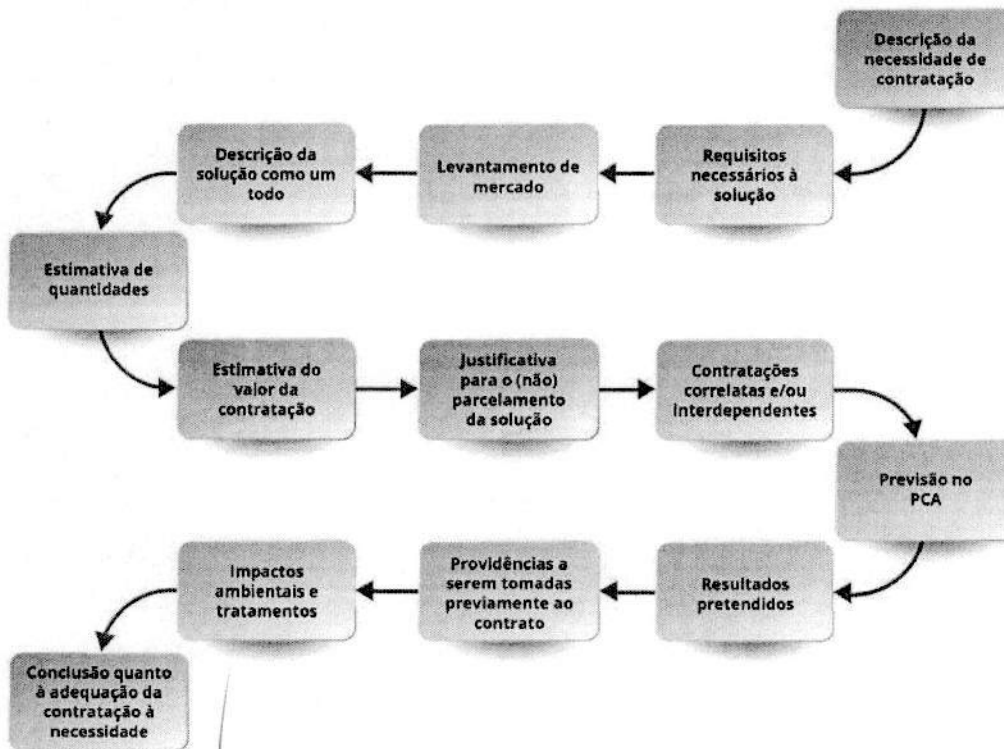 Descrição da
necessidade de
contratação
Requisitos
necessários à
solução
Levantamento de
mercado
Descrição da
solução como um
todo
Estimativa de
quantidades
Estimativa do
valor da
contratação
Justificativa
para o (não)
parcelamento
da solução
Contratações
correlatas e/ou
interdependentes
Previsão no
PCA
Resultados
pretendidos
Providências a
serem tomadas
previamente ao
contrato
Impactos
ambientais e
tratamentos
Conclusão quanto
à adequação da
contratação à
necessidade